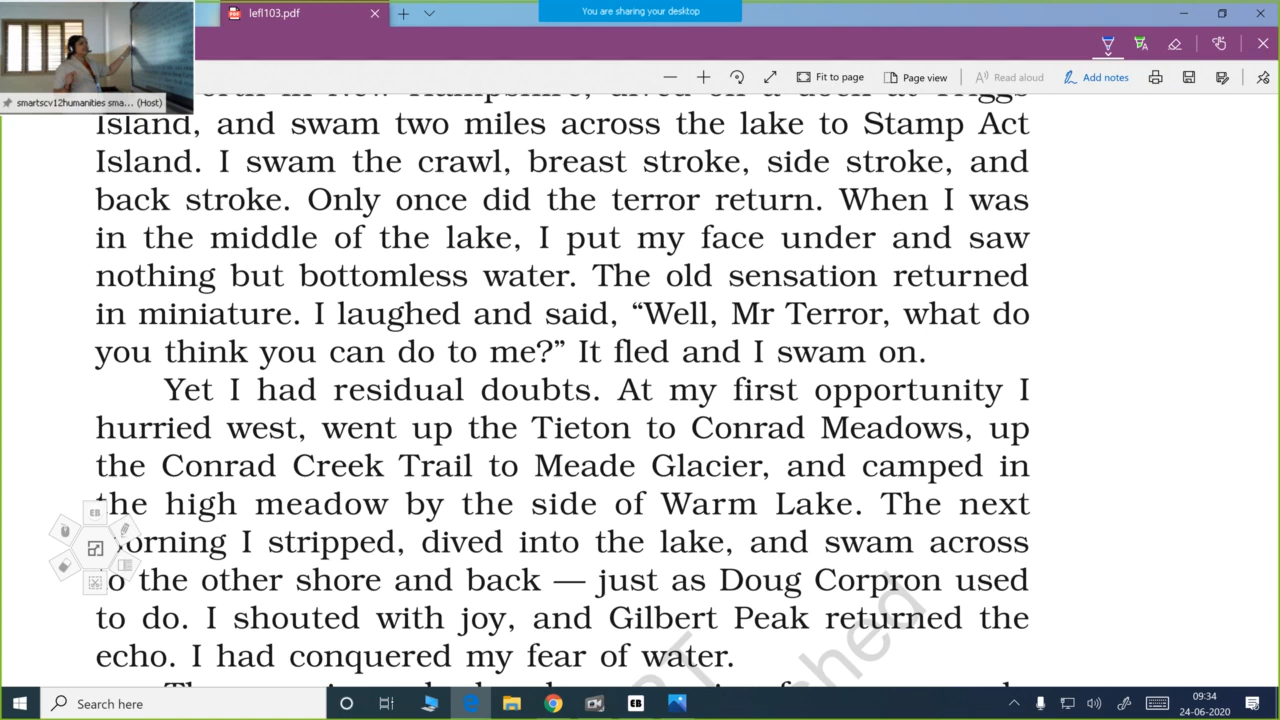 lefl103.pdf
You are sharing your desktop
smartscv12humanities sma... (Host)
Fit to page
Page view
Read aloud
Add notes
Island, and swam two miles across the lake to Stamp Act
Island. I swam the crawl, breast stroke, side stroke, and
back stroke. Only once did the terror return. When I was
in the middle of the lake, I put my face under and saw
nothing but bottomless water. The old sensation returned
in miniature. I laughed and said, “Well, Mr Terror, what do
you think you can do to me?” It fled and I swam on.
Yet I had residual doubts. At my first opportunity I
hurried west, went up the Tieton to Conrad Meadows, up
the Conrad Creek Trail to Meade Glacier, and camped in
the high meadow by the side of Warm Lake. The next
morning I stripped, dived into the lake, and swam across
to the other shore and back — just as Doug Corpron used
to do. I shouted with joy, and Gilbert Peak returned the
echo. I had conquered my fear of water.
EB
Search here
EB
09:34
24-06-2020